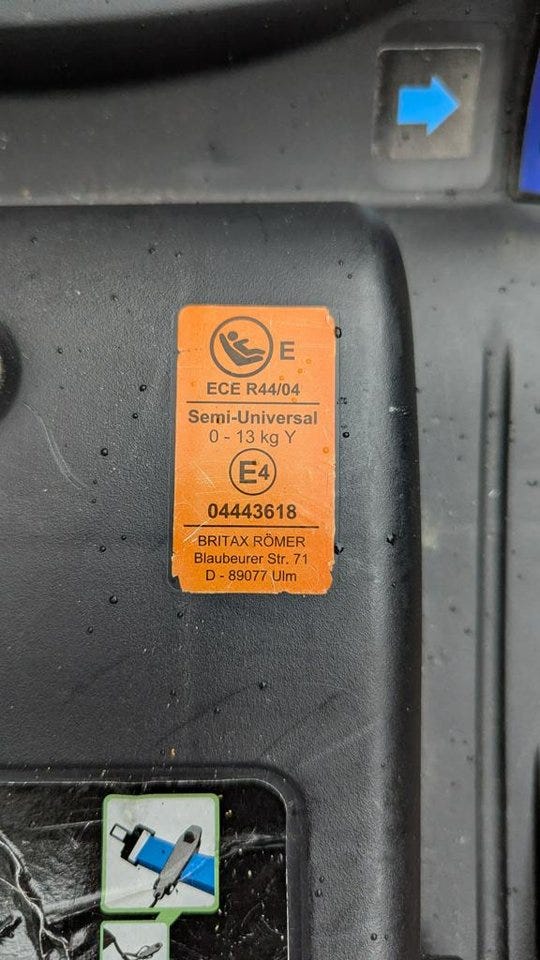 E
ECE R44/04
Semi-Universal
0 - 13 kg Y
E4
04443618
BRITAX RÖMER
Blaubeurer Str. 71
D - 89077 Ulm